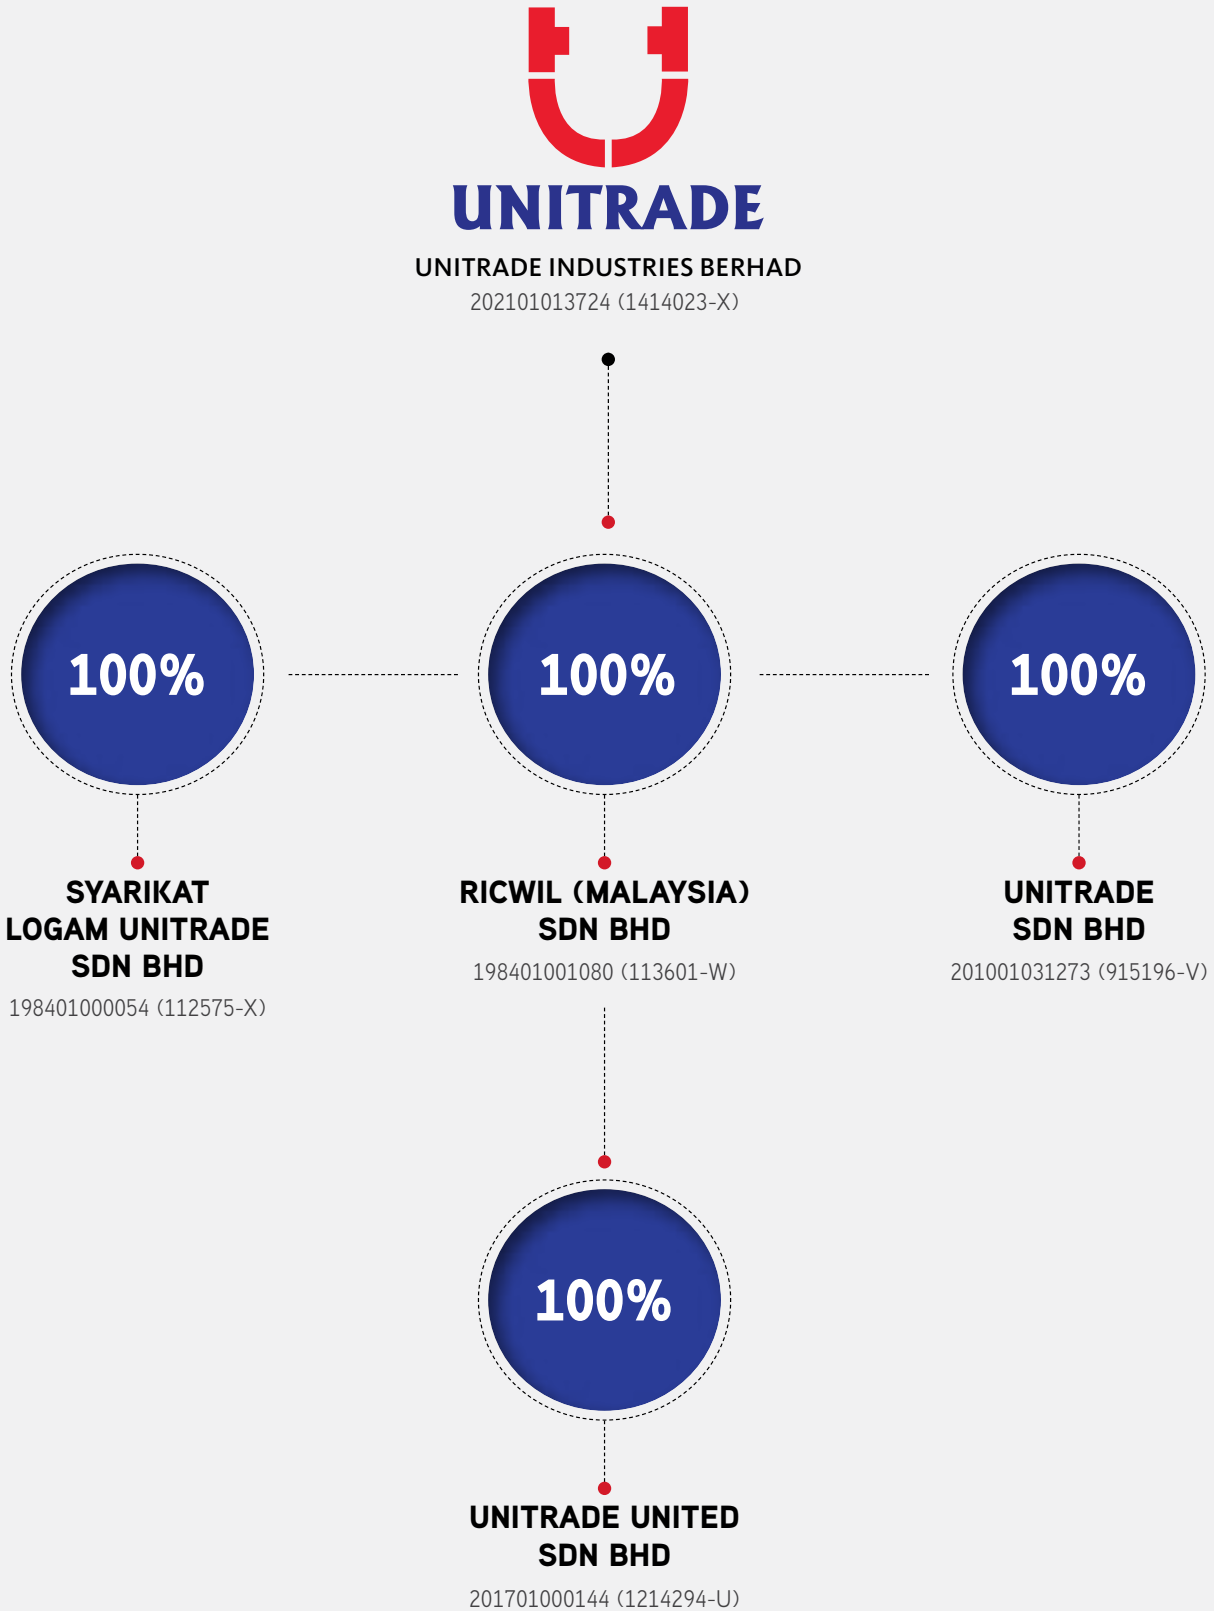 UNITRADE
UNITRADE INDUSTRIES BERHAD
202101013724 (1414023-X)
100%
100%
100%
SYARIKAT
LOGAM UNITRADE
SDN BHD
198401000054 (112575-X)
RICWIL (MALAYSIA)
SDN BHD
198401001080 (113601-W)
UNITRADE
SDN BHD
201001031273 (915196-V)
100%
UNITRADE UNITED
SDN BHD
201701000144 (1214294-U)